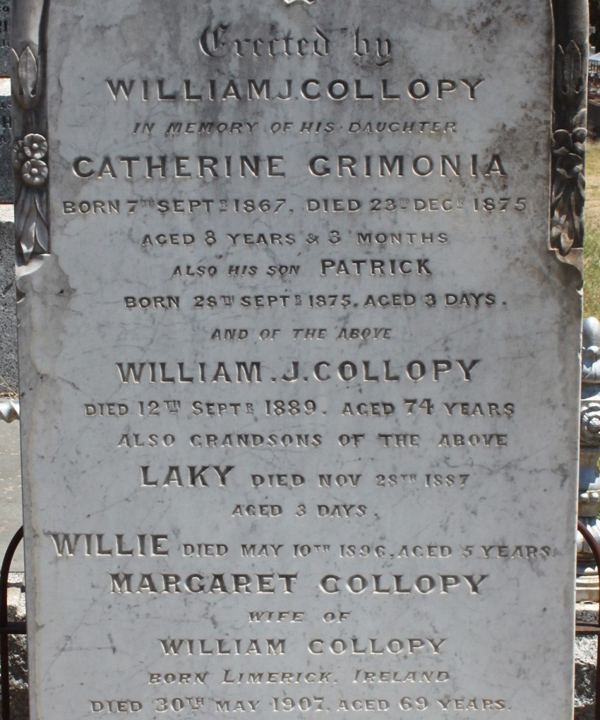 Erected by
WILLIAM J. COLLOPY
IN MEMORY OF HIS DAUGHTER
CATHERINE GRIMONIA
BORN 7TH SEPTR 1867. DIED 23RD DECR 1875
AGED 8 YEARS & 3 MONTHS
ALSO HIS SON PATRICK
BORN 28TH SEPTR 1875. AGED 3 DAYS.
AND OF THE ABOVE
WILLIAM. J. COLLOPY
DIED 12TH SEPTR 1889. AGED 74 YEARS
ALSO GRANDSONS OF THE ABOVE
LAKY DIED NOV 28TH 1887
AGED 3 DAYS.
WILLIE DIED MAY 10TH 1896, AGED 5 YEARS
MARGARET COLLOPY
WIFE OF
WILLIAM COLLOPY
BORN LIMERICK, IRELAND
DIED 30TH MAY 1907. AGED 69 YEARS.